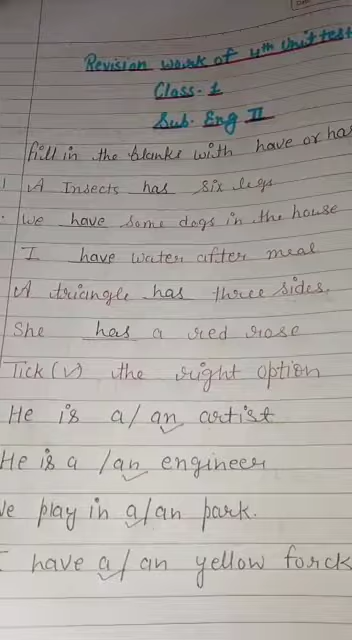 Revision work of 4th Unit test
Class-1
Sub. Eng II
fill in the blanks with have or has
A Insects has six legs
We have some dogs in the house
I have water after meal
A triangle has three sides.
She has a red rose
Tick (✓) the right option
He is a/an artist
He is a /an engineer
We play in a/an park.
I have a/an yellow forck